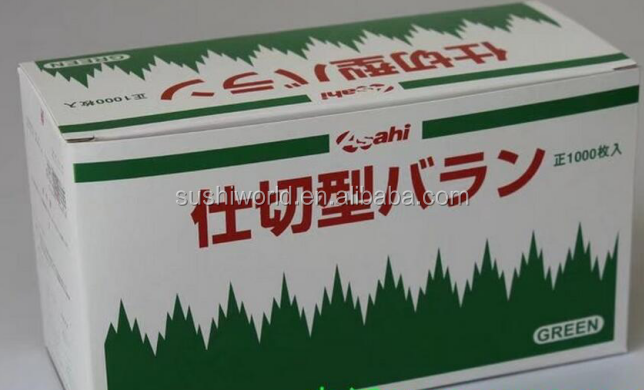 GREEN
仕切型バラン
正1000枚入
Asahi
Asahi
仕切型バラン
正1000枚入
sushiworld.en.alibaba.com
GREEN